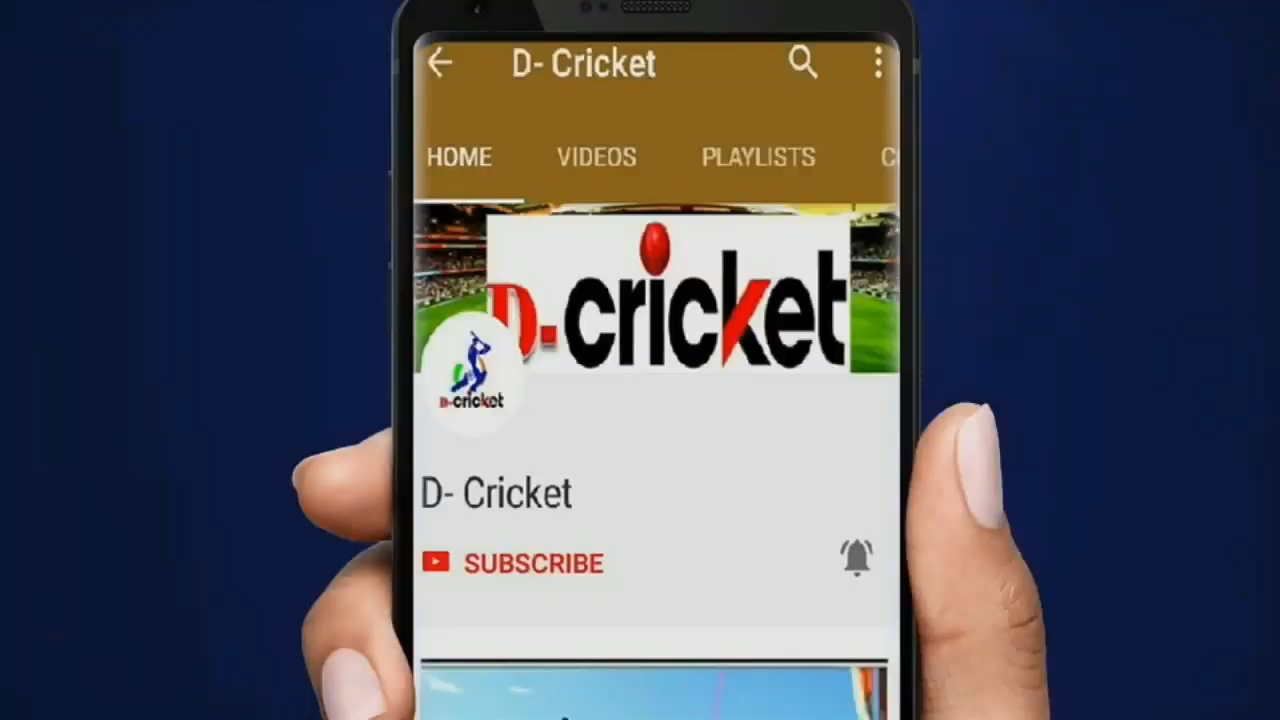 D- Cricket
HOME VIDEOS PLAYLISTS C
D-cricket
D-cricket
D- Cricket
SUBSCRIBE